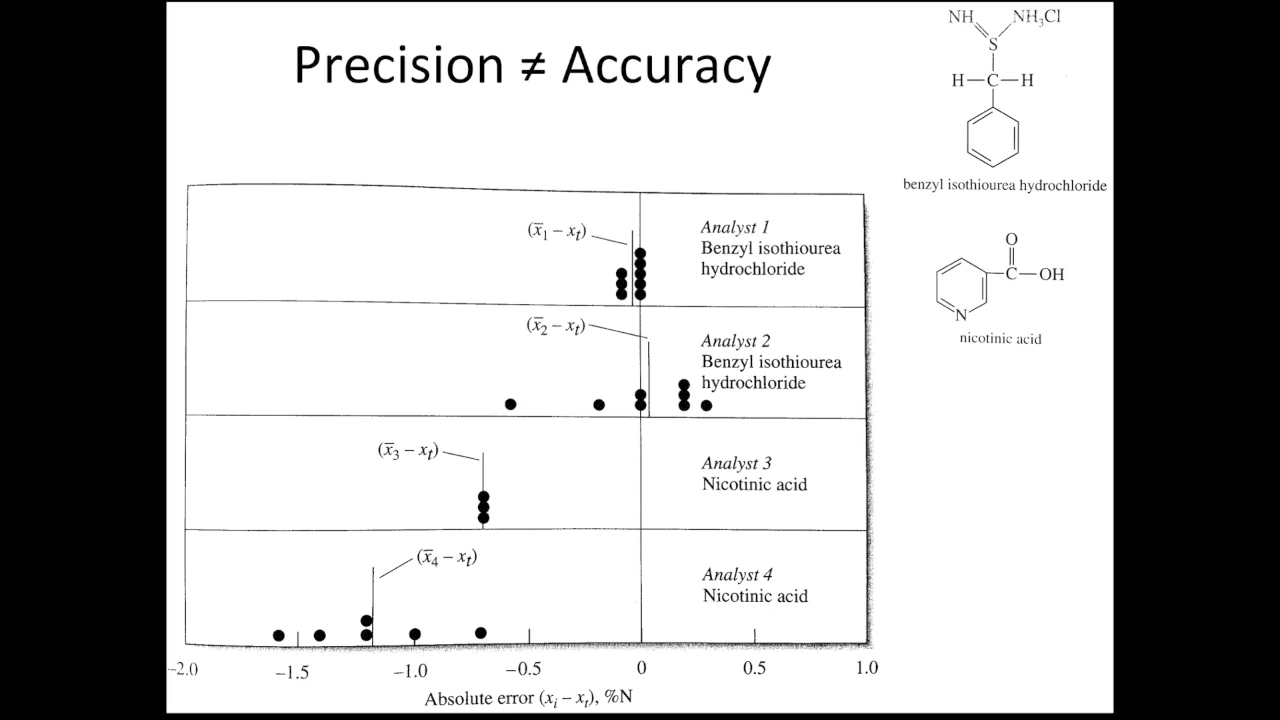 Precision ≠ Accuracy
NH NH₃Cl
S
H—C—H
benzyl isothiourea hydrochloride
O
C—OH
N
nicotinic acid
(x̅₁ – xₜ)
Analyst 1
Benzyl isothiourea
hydrochloride
(x̅₂ – xₜ)
Analyst 2
Benzyl isothiourea
hydrochloride
(x̅₃ – xₜ)
Analyst 3
Nicotinic acid
(x̅₄ – xₜ)
Analyst 4
Nicotinic acid
–2.0 –1.5 –1.0 –0.5 0 0.5 1.0
Absolute error (xᵢ – xₜ), %N